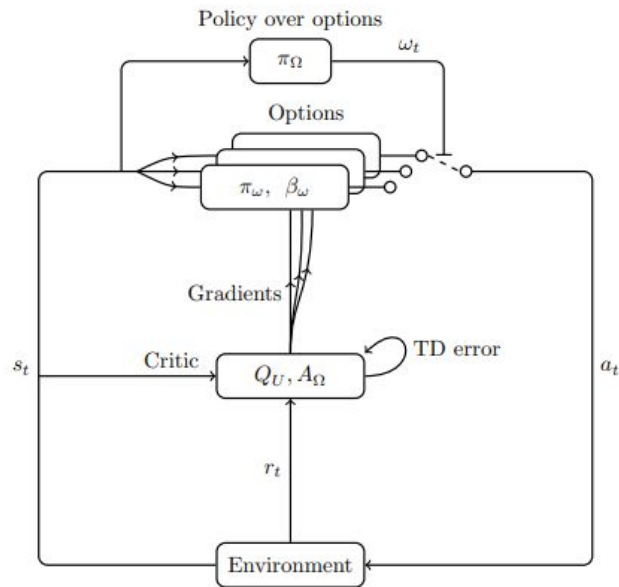 Policy over options
π_Ω
ω_t
Options
π_ω, β_ω
Gradients
Critic
TD error
s_t
Q_U, A_Ω
a_t
r_t
Environment